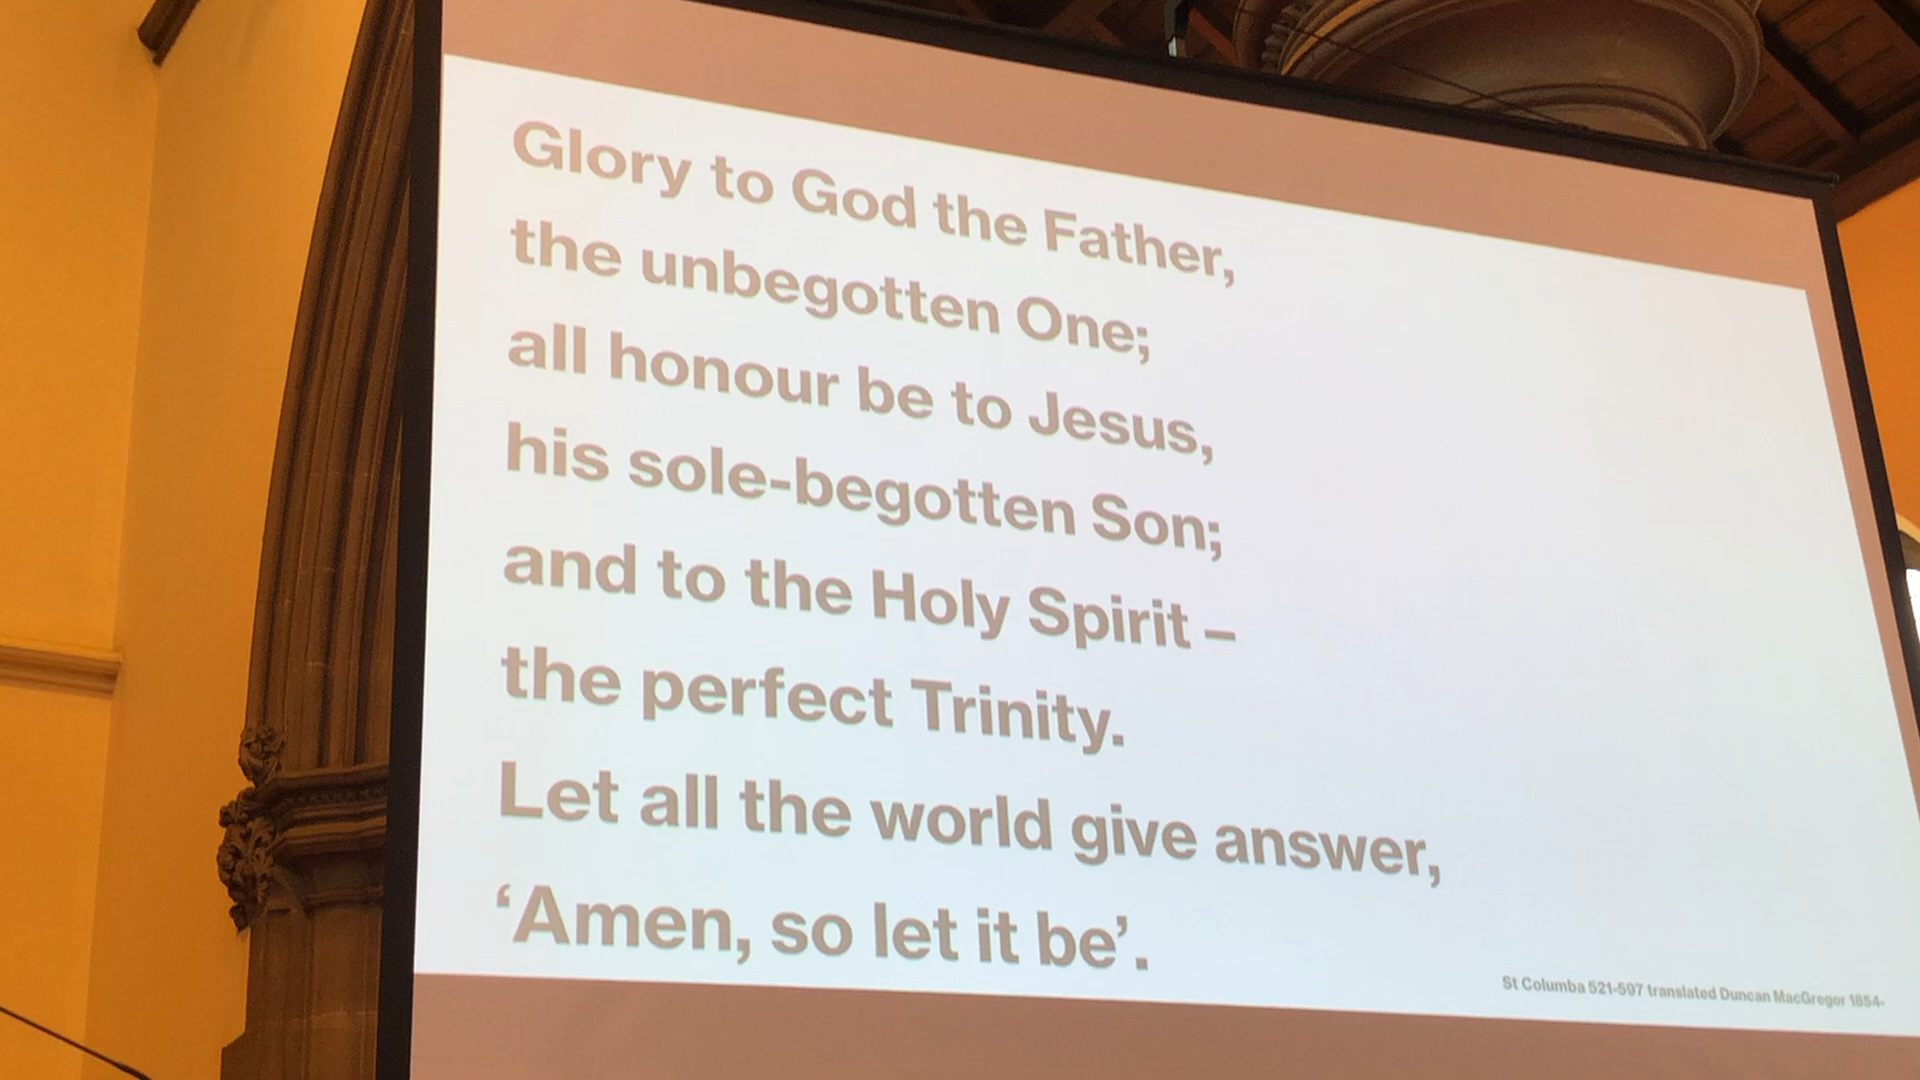 Glory to God the Father,
the unbegotten One;
all honour be to Jesus,
his sole-begotten Son;
and to the Holy Spirit –
the perfect Trinity.
Let all the world give answer,
‘Amen, so let it be’.
St Columba 521-597 translated Duncan MacGregor 1854-